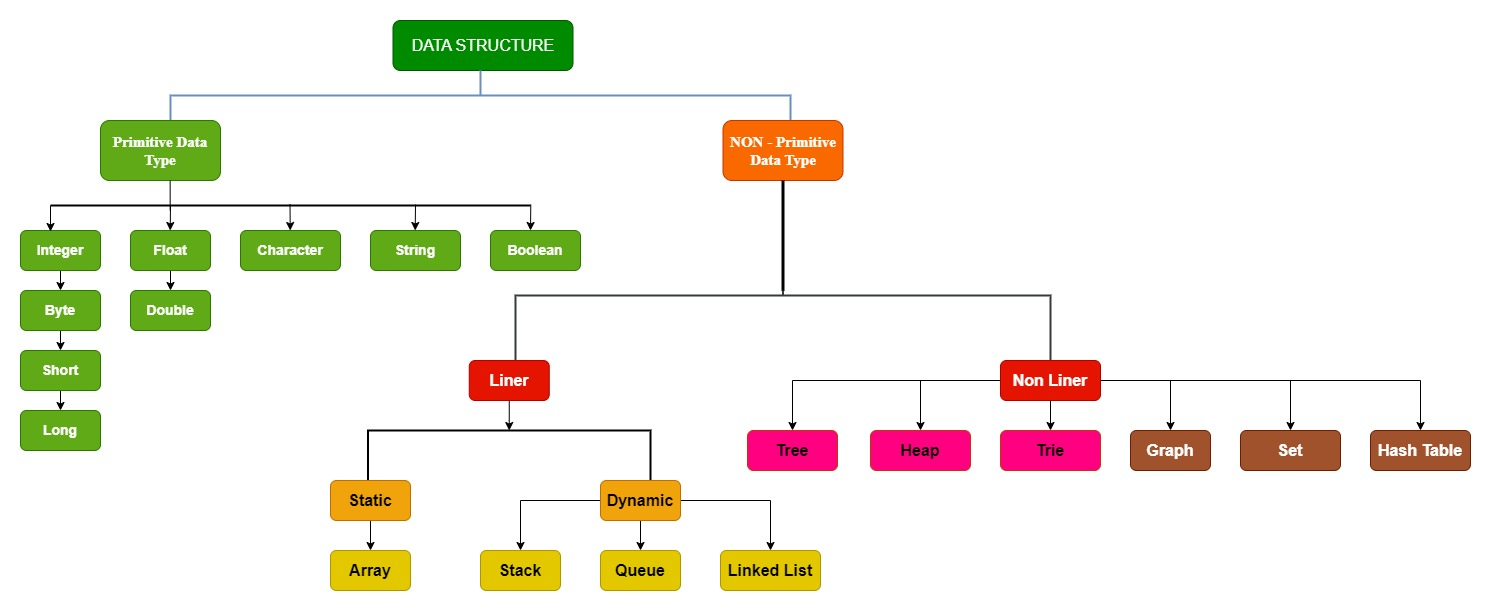 DATA STRUCTURE
Primitive Data
Type
NON - Primitive
Data Type
Integer
Float
Character
String
Boolean
Byte
Double
Short
Long
Liner
Non Liner
Tree
Heap
Trie
Graph
Set
Hash Table
Static
Dynamic
Array
Stack
Queue
Linked List